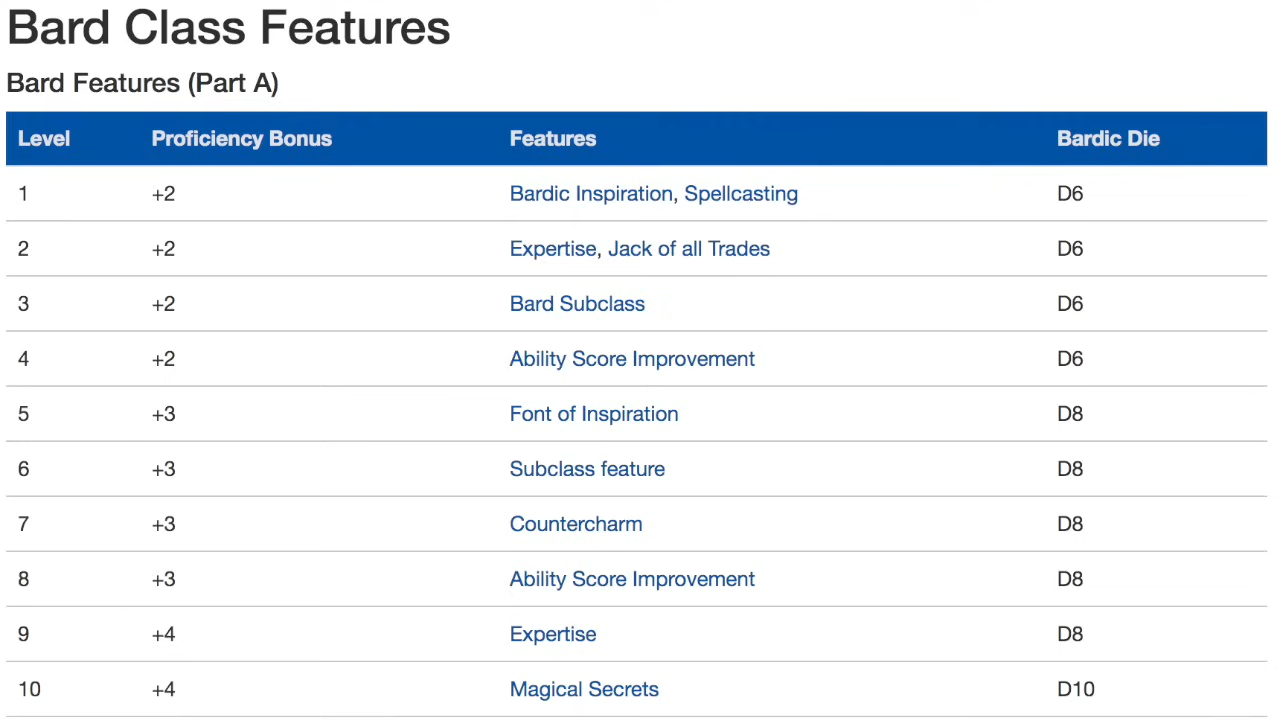 Bard Class Features
Bard Features (Part A)
Level Proficiency Bonus Features Bardic Die
1 +2 Bardic Inspiration, Spellcasting D6
2 +2 Expertise, Jack of all Trades D6
3 +2 Bard Subclass D6
4 +2 Ability Score Improvement D6
5 +3 Font of Inspiration D8
6 +3 Subclass feature D8
7 +3 Countercharm D8
8 +3 Ability Score Improvement D8
9 +4 Expertise D8
10 +4 Magical Secrets D10